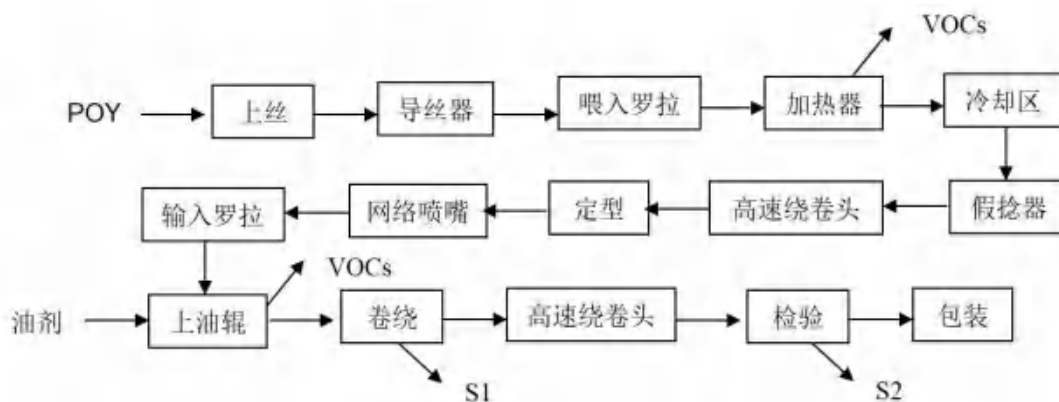 VOCs
POY 上丝 导丝器 喂入罗拉 加热器 冷却区
输入罗拉 网络喷嘴 定型 高速绕卷头 假捻器
VOCs
油剂 上油辊 卷绕 高速绕卷头 检验 包装
S1 S2